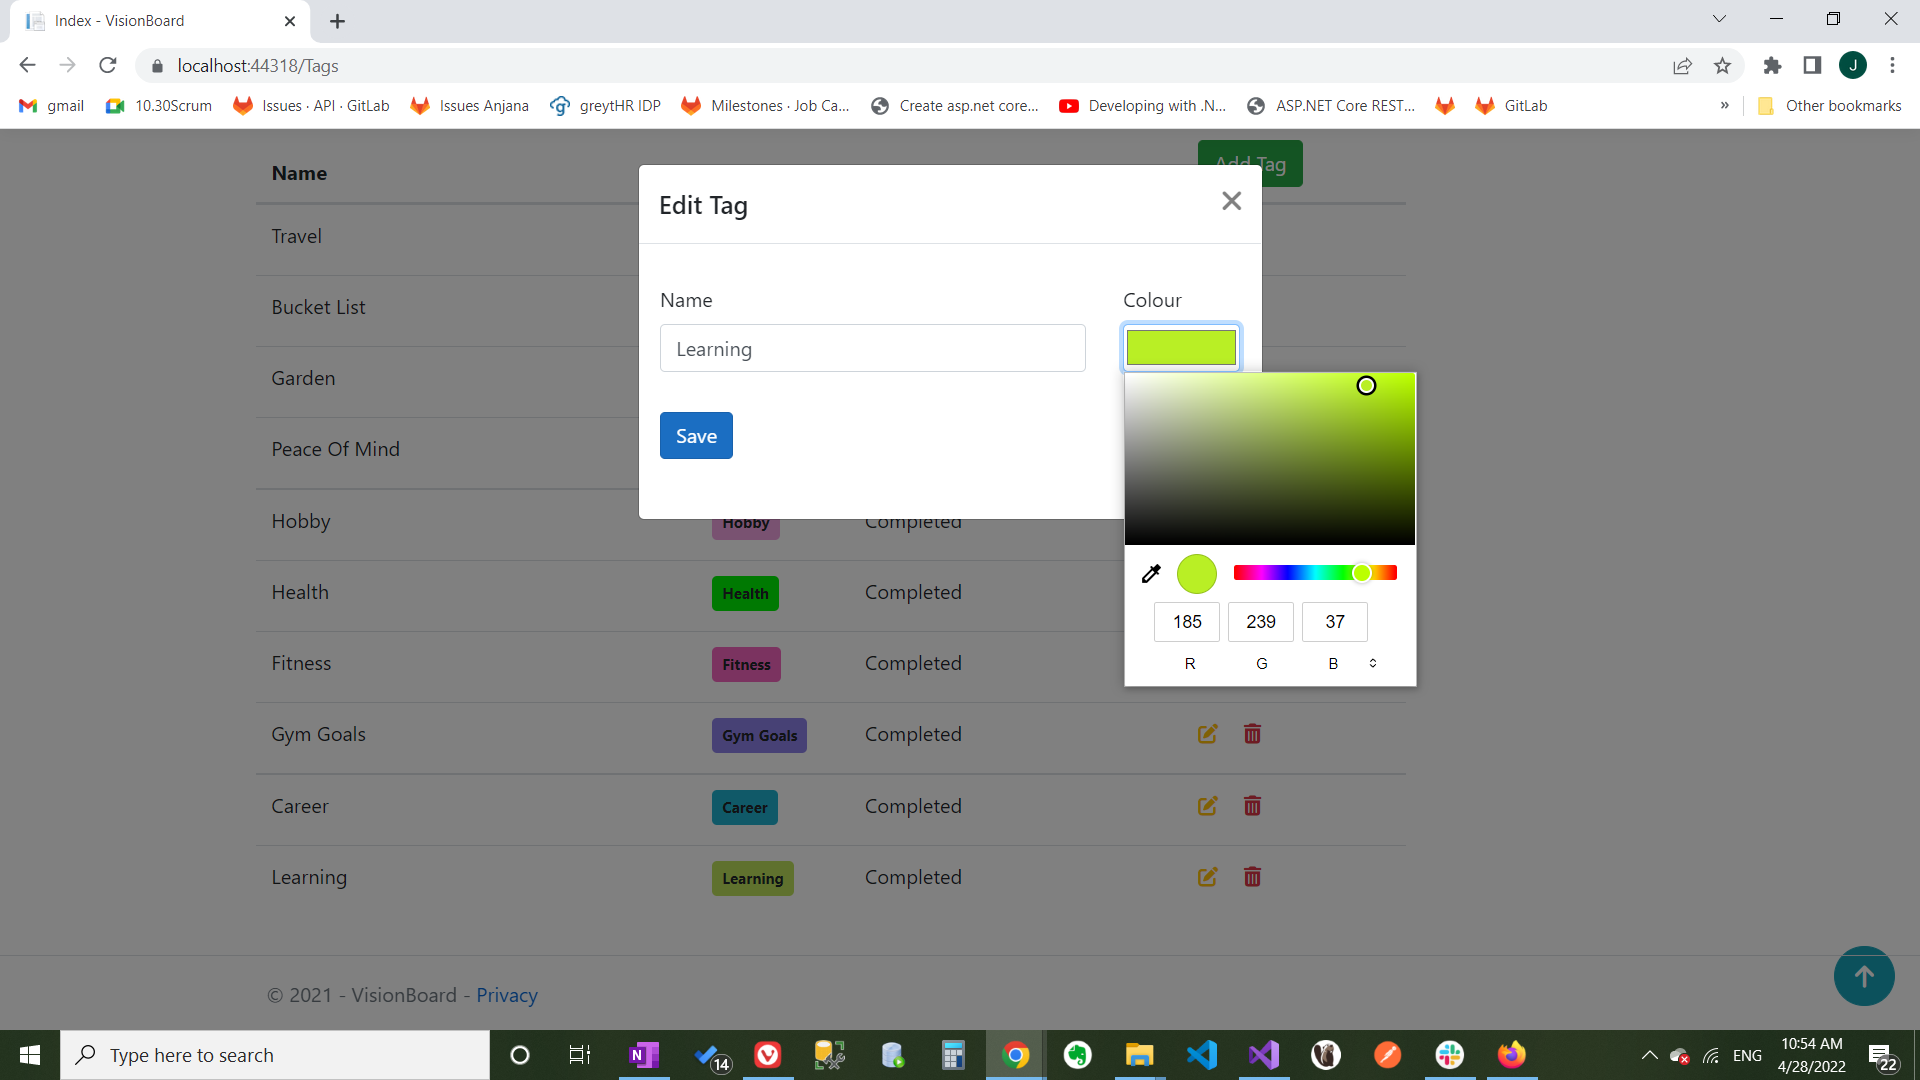 Index - VisionBoard
localhost:44318/Tags
J
gmail
10.30Scrum
Issues · API · GitLab
Issues Anjana
greytHR IDP
Milestones · Job Ca...
Create asp.net core...
Developing with .N...
ASP.NET Core REST...
GitLab
»
Other bookmarks
Name
Add Tag
Edit Tag
Travel
Bucket List
Name
Colour
Learning
Garden
Save
Peace Of Mind
Hobby
Hobby
Completed
Health
Health
Completed
185
239
37
R
G
B
Fitness
Fitness
Completed
Gym Goals
Gym Goals
Completed
Career
Career
Completed
Learning
Learning
Completed
© 2021 - VisionBoard - Privacy
Type here to search
N
14
ENG
10:54 AM
4/28/2022
22